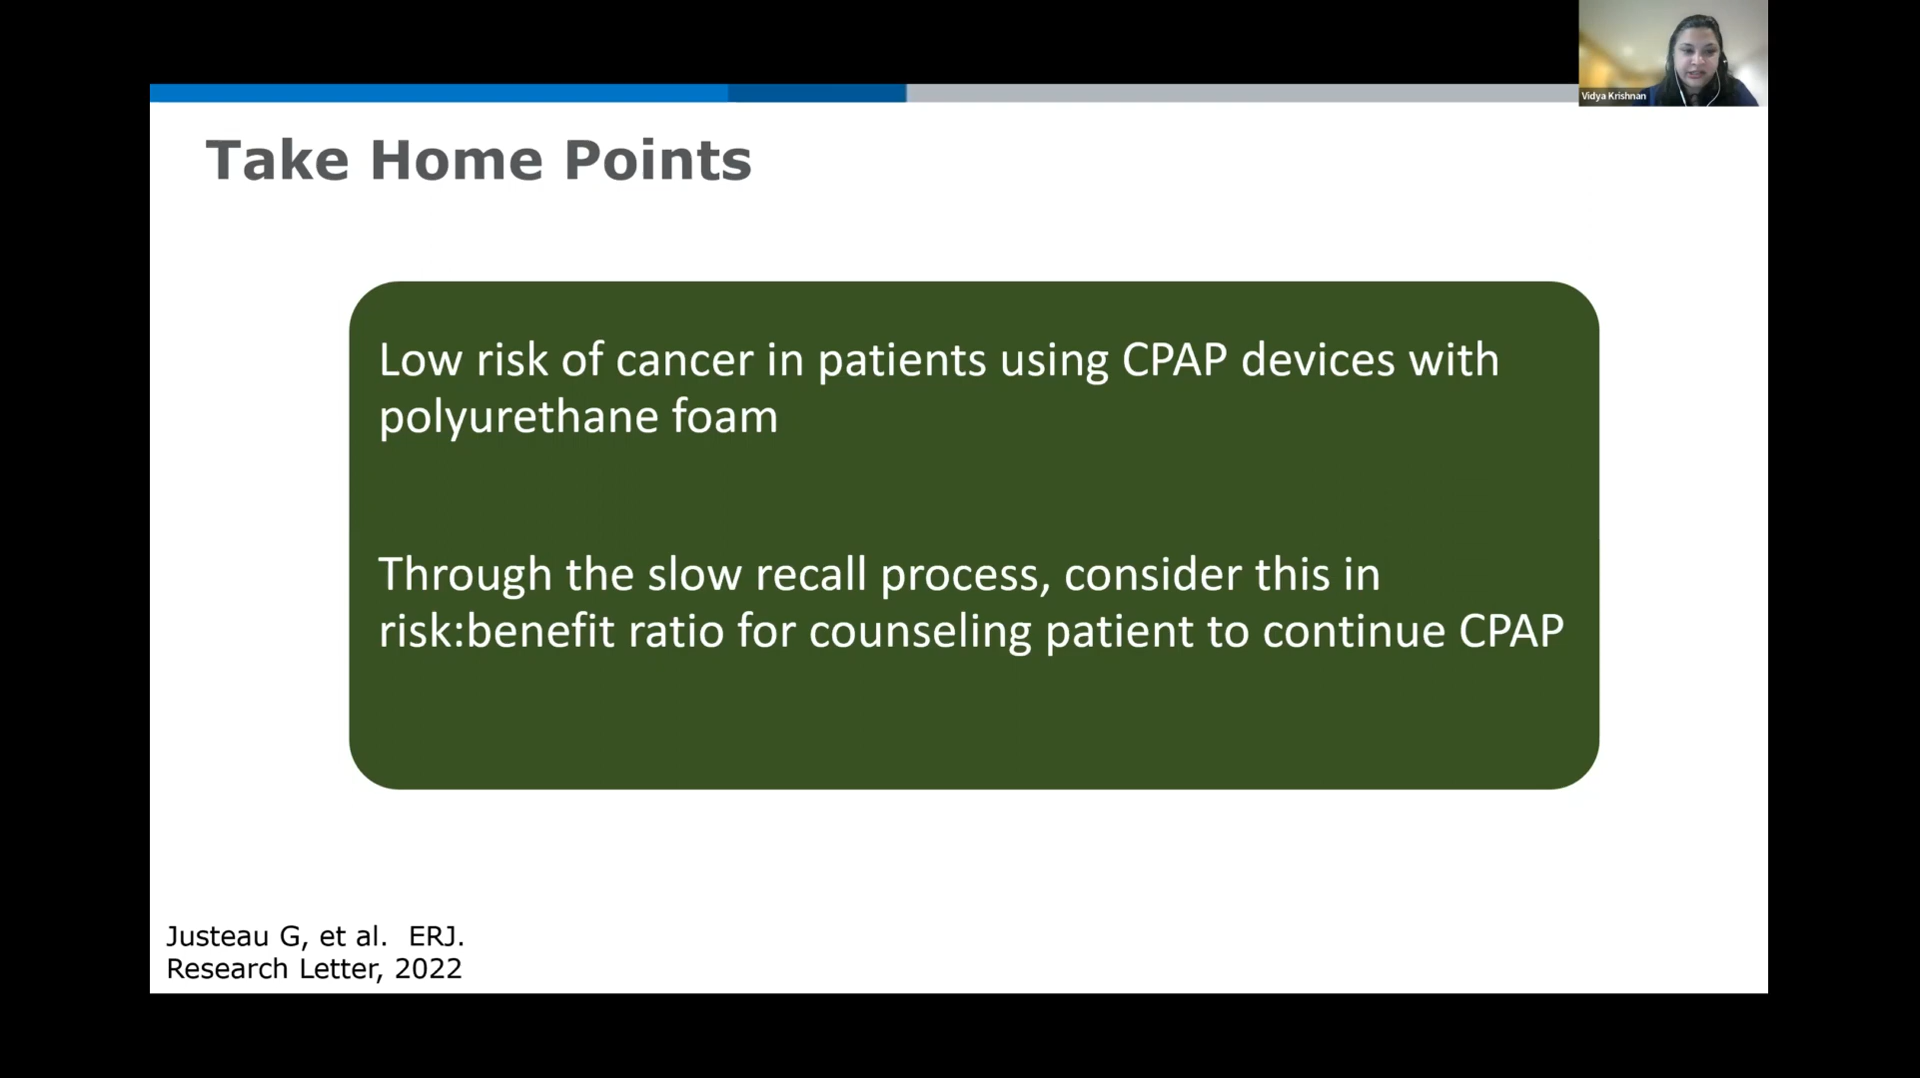 Vidya Krishnan
Take Home Points
Low risk of cancer in patients using CPAP devices with
polyurethane foam
Through the slow recall process, consider this in
risk:benefit ratio for counseling patient to continue CPAP
Justeau G, et al.  ERJ.
Research Letter, 2022